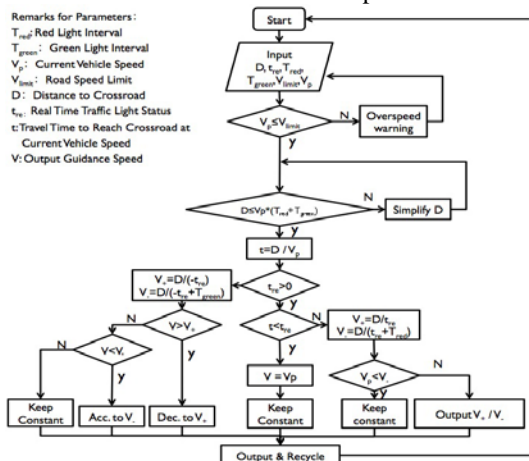 Remarks for Parameters:
T_red: Red Light Interval
T_green: Green Light Interval
V_p: Current Vehicle Speed
V_limit: Road Speed Limit
D: Distance to Crossroad
t_re: Real Time Traffic Light Status
t: Travel Time to Reach Crossroad at
Current Vehicle Speed
V: Output Guidance Speed
Start
Input
D, t_re, T_red,
T_green, V_limit, V_p
V_p≤V_limit
N
Overspeed
warning
y
D≤Vp*(T_red+T_green)
N
Simplify D
y
t=D / V_p
V_+=D/(-t_re)
V_-=D/(-t_re+T_green)
t_re>0
y
N
V>V_+
t<t_re
N
V_+=D/t_re
V_-=D/(t_re+T_red)
N
y
y
y
V_p<V_-
N
y
V≡Vp
Keep
Constant
Acc. to V_-
Dec. to V_+
Keep
Constant
Keep
constant
Output V_+ / V_-
Output & Recycle